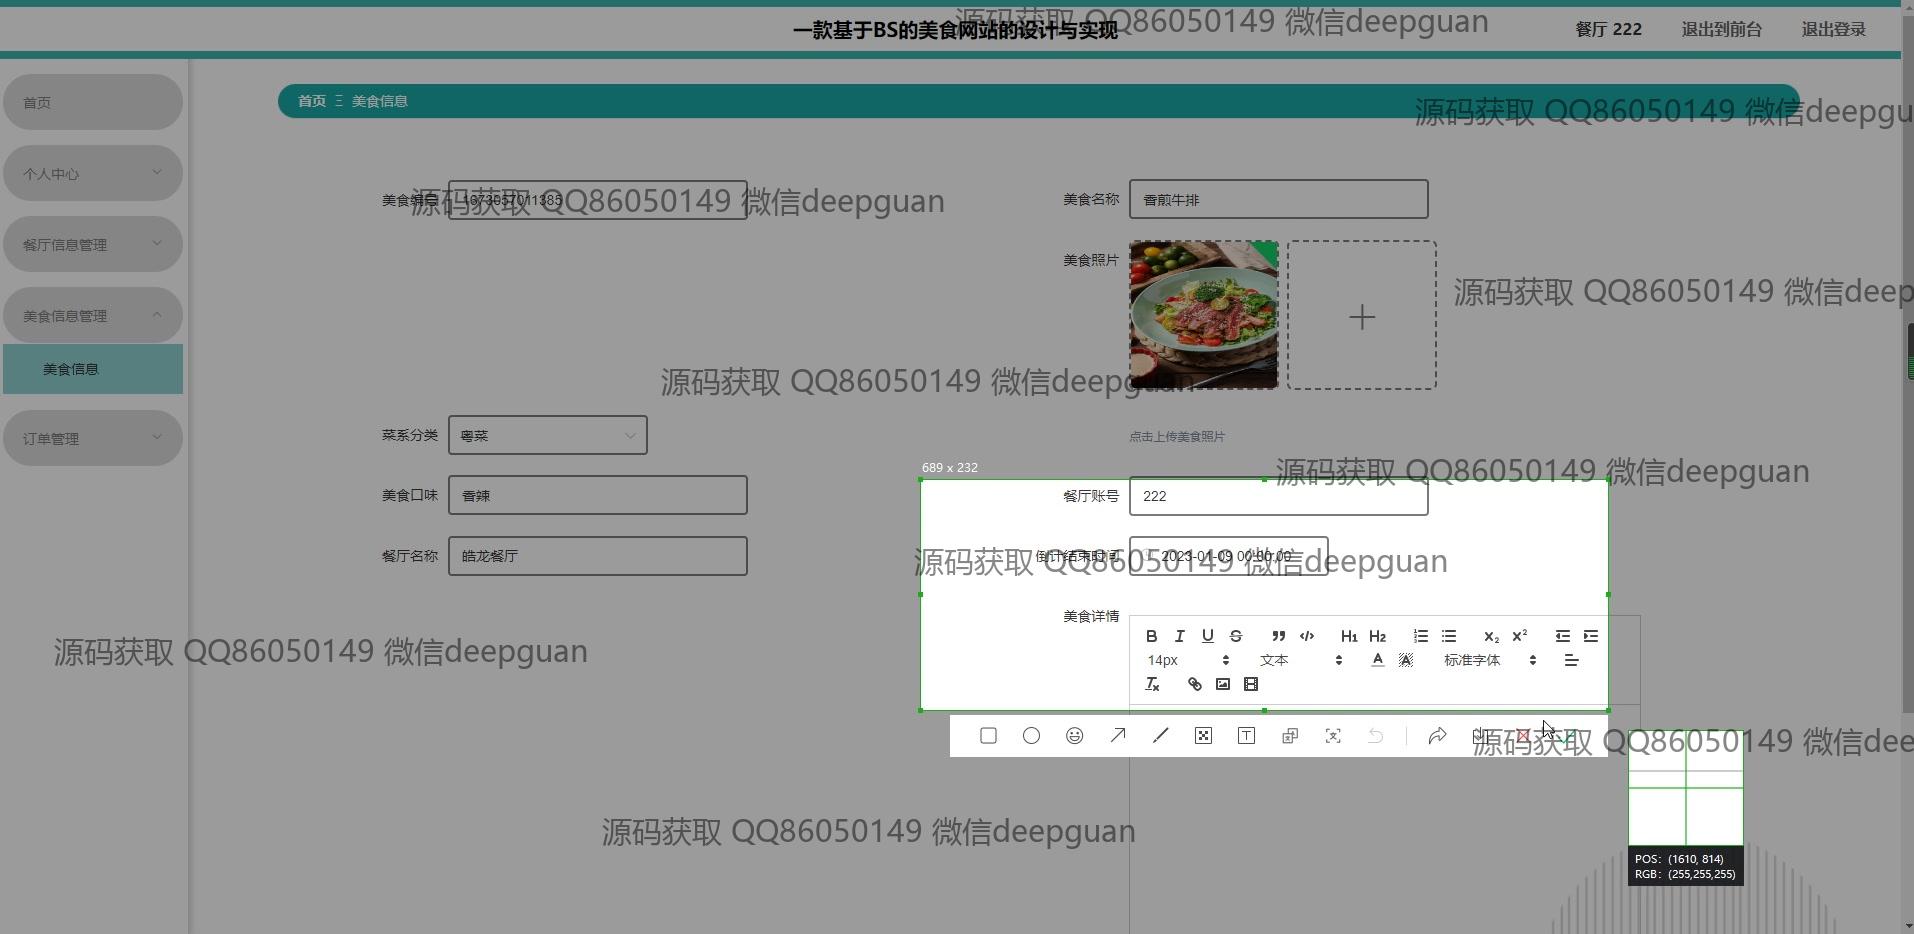 源码获取 QQ86050149 微信deepguan
一款基于BS的美食网站的设计与实现
餐厅 222
退出到前台
退出登录
首页
个人中心
餐厅信息管理
美食信息管理
美食信息
订单管理
首页 Ξ 美食信息
源码获取 QQ86050149 微信deepgu
美食编号 1673057011385
源码获取 QQ86050149 微信deepguan
美食名称 香煎牛排
美食照片
源码获取 QQ86050149 微信deep
源码获取 QQ86050149 微信deepguan
菜系分类 粤菜
点击上传美食照片
689 x 232
源码获取 QQ86050149 微信deepguan
美食口味 香辣
餐厅账号 222
餐厅名称 皓龙餐厅
倒计结束时间 2023-01-09 00:00:00
源码获取 QQ86050149 微信deepguan
美食详情
B I U S H1 H2 X2 X2
14px 文本 A A 标准字体
Tx
源码获取 QQ86050149 微信deepguan
源码获取 QQ86050149 微信dee
源码获取 QQ86050149 微信deepguan
POS: (1610, 814)
RGB: (255,255,255)